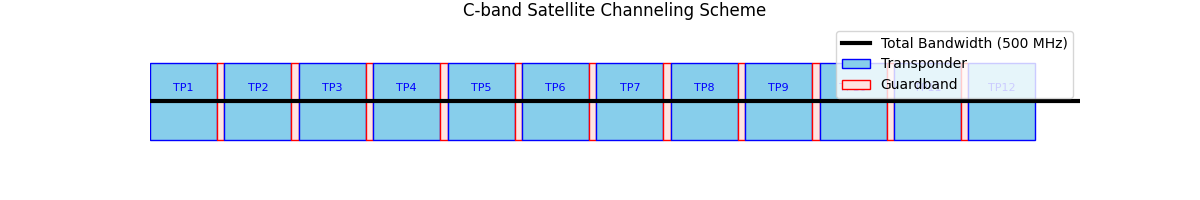 C-band Satellite Channeling Scheme
Total Bandwidth (500 MHz)
Transponder
Guardband
TP1 TP2 TP3 TP4 TP5 TP6 TP7 TP8 TP9 TP12